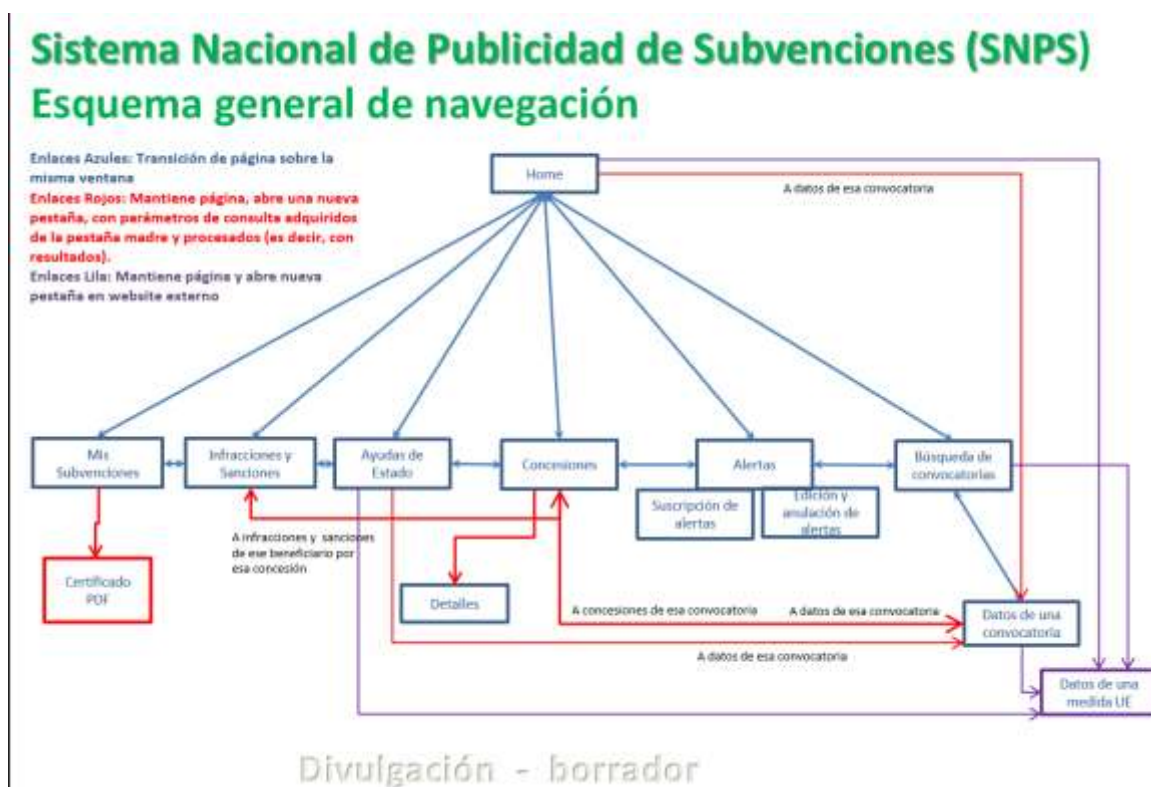 Sistema Nacional de Publicidad de Subvenciones (SNPS)
Esquema general de navegación
Enlaces Azules: Transición de página sobre la
misma ventana
Enlaces Rojos: Mantiene página, abre una nueva
pestaña, con parámetros de consulta adquiridos
de la pestaña madre y procesados (es decir, con
resultados).
Enlaces Lila: Mantiene página y abre nueva
pestaña en website externo
Home
A datos de esa convocatoria
Mis
Subvenciones
Infracciones y
Sanciones
Ayudas de
Estado
Concesiones
Alertas
Búsqueda de
convocatorias
Suscripción de
alertas
Edición y
anulación de
alertas
A infracciones y sanciones
de ese beneficiario por
esa concesión
Certificado
PDF
Detalles
A concesiones de esa convocatoria
A datos de esa convocatoria
Datos de una
convocatoria
A datos de esa convocatoria
Datos de una
medida UE
Divulgación - borrador